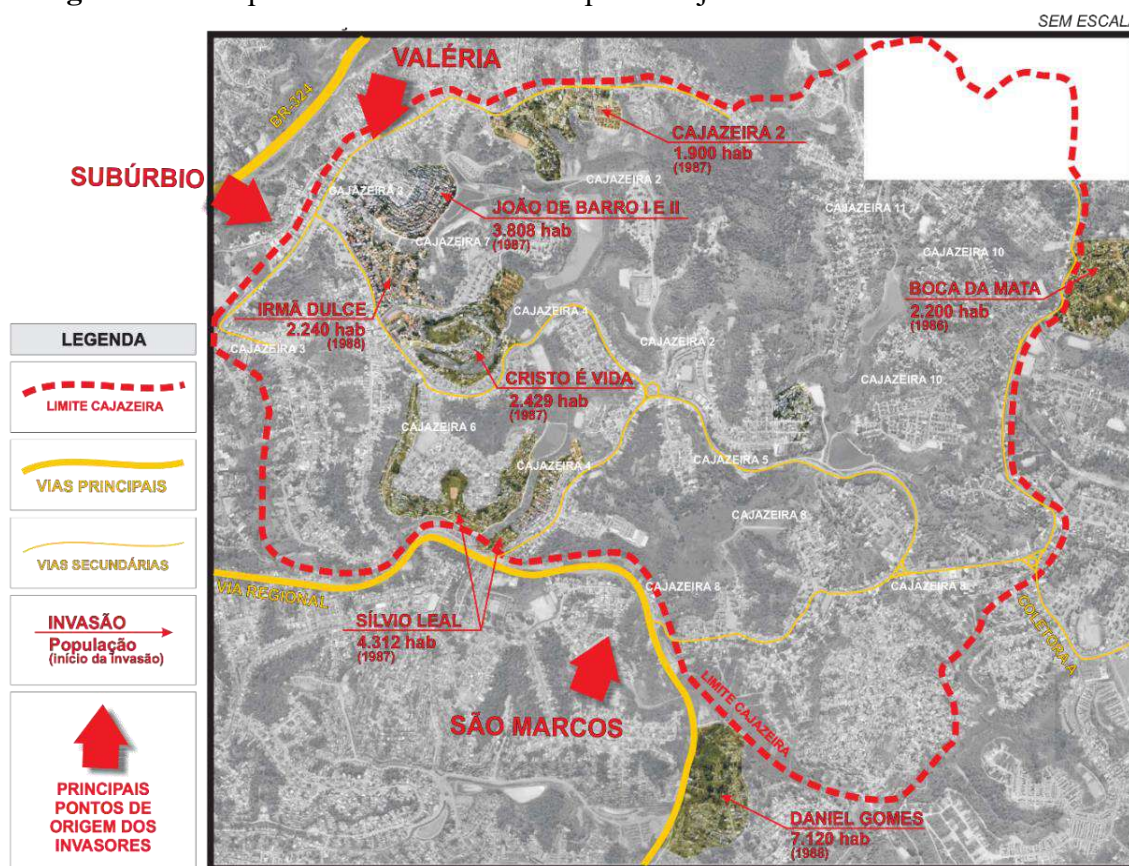 SEM ESCAL
VALÉRIA
BR-324
SUBÚRBIO
CAJAZEIRA 2
1.900 hab
(1987)
CAJAZEIRA 2
JOÃO DE BARRO I E II
3.808 hab
(1987)
CAJAZEIRA 7
CAJAZEIRA 11
CAJAZEIRA 10
BOCA DA MATA
2.200 hab
(1986)
IRMÃ DULCE
2.240 hab
(1988)
CAJAZEIRA 4
CAJAZEIRA 3
CAJAZEIRA 2
CAJAZEIRA 10
CRISTO É VIDA
2.429 hab
(1987)
CAJAZEIRA 6
CAJAZEIRA 4
CAJAZEIRA 5
CAJAZEIRA 8
CAJAZEIRA 8
VIA REGIONAL
COLETORA A
SÍLVIO LEAL
4.312 hab
(1987)
SÃO MARCOS
LIMITE CAJAZEIRA
DANIEL GOMES
7.120 hab
(1988)
LEGENDA
LIMITE CAJAZEIRA
VIAS PRINCIPAIS
VIAS SECUNDÁRIAS
INVASÃO
População
(início da invasão)
PRINCIPAIS
PONTOS DE
ORIGEM DOS
INVASORES